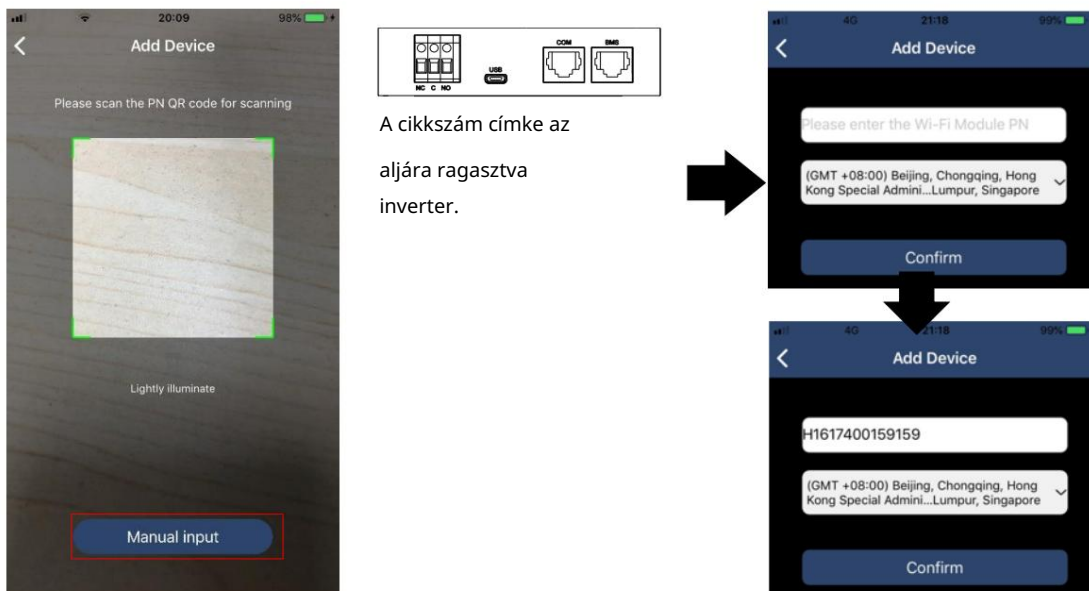 20:09
98%
Add Device
Please scan the PN QR code for scanning
Lightly illuminate
Manual input
NC C NO
USB
COM
BMS
A cikkszám címke az
aljára ragasztva
inverter.
4G 21:18 99%
Add Device
Please enter the Wi-Fi Module PN
(GMT +08:00) Beijing, Chongqing, Hong
Kong Special Admini...Lumpur, Singapore
Confirm
4G 21:18 99%
Add Device
H1617400159159
(GMT +08:00) Beijing, Chongqing, Hong
Kong Special Admini...Lumpur, Singapore
Confirm